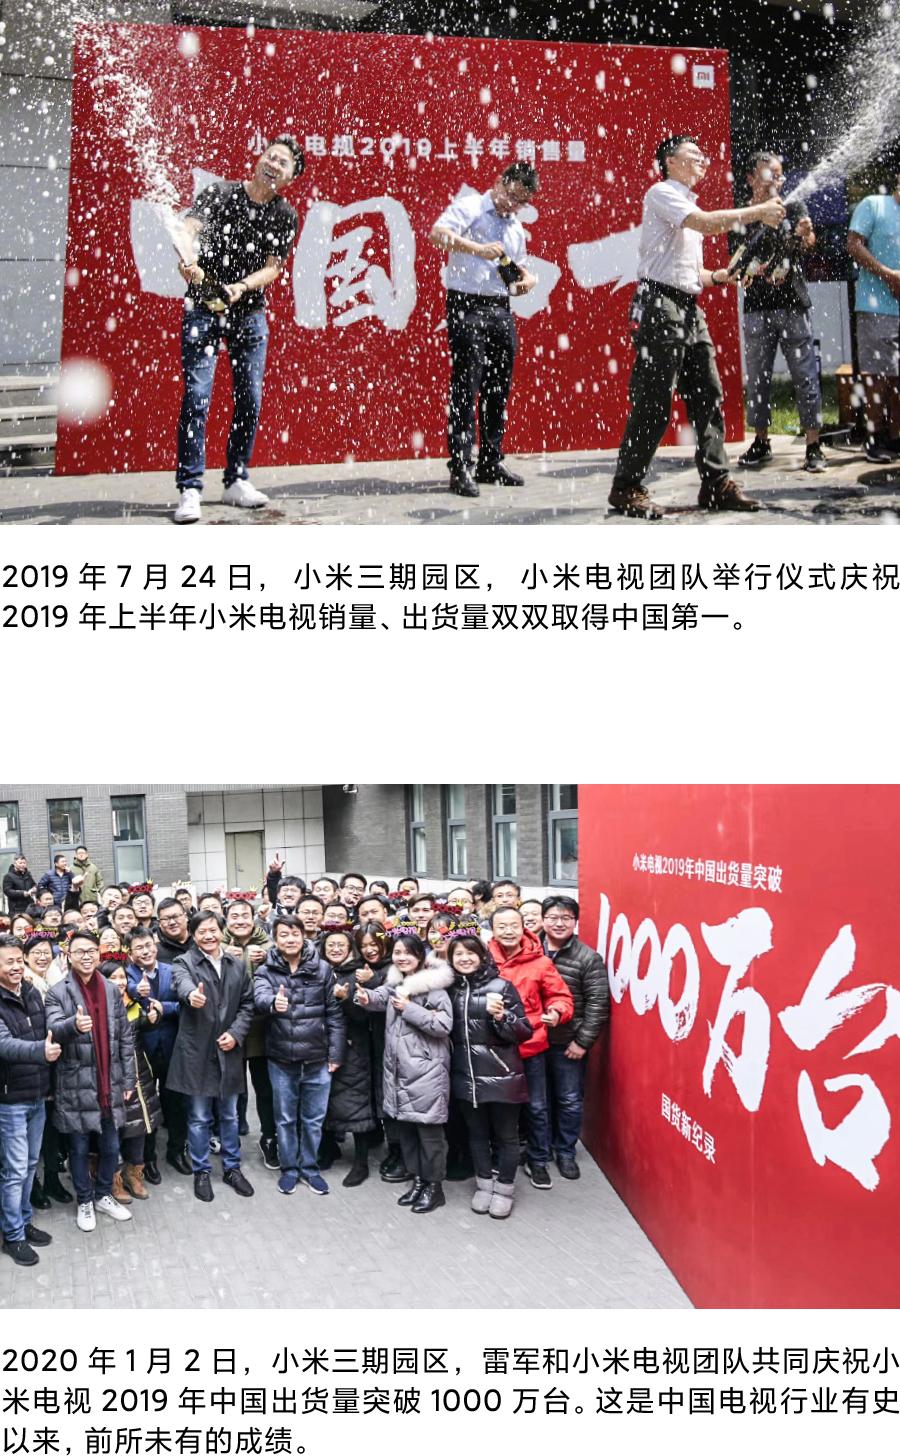 mi
小米电视2019上半年销售量
国
2019 年 7 月 24 日， 小米三期园区， 小米电视团队举行仪式庆祝
2019 年上半年小米电视销量、出货量双双取得中国第一。
小米电视2019年中国出货量突破
1000万台
国货新纪录
2020 年 1 月 2 日，小米三期园区，雷军和小米电视团队共同庆祝小
米电视 2019 年中国出货量突破 1000 万台。这是中国电视行业有史
以来，前所未有的成绩。